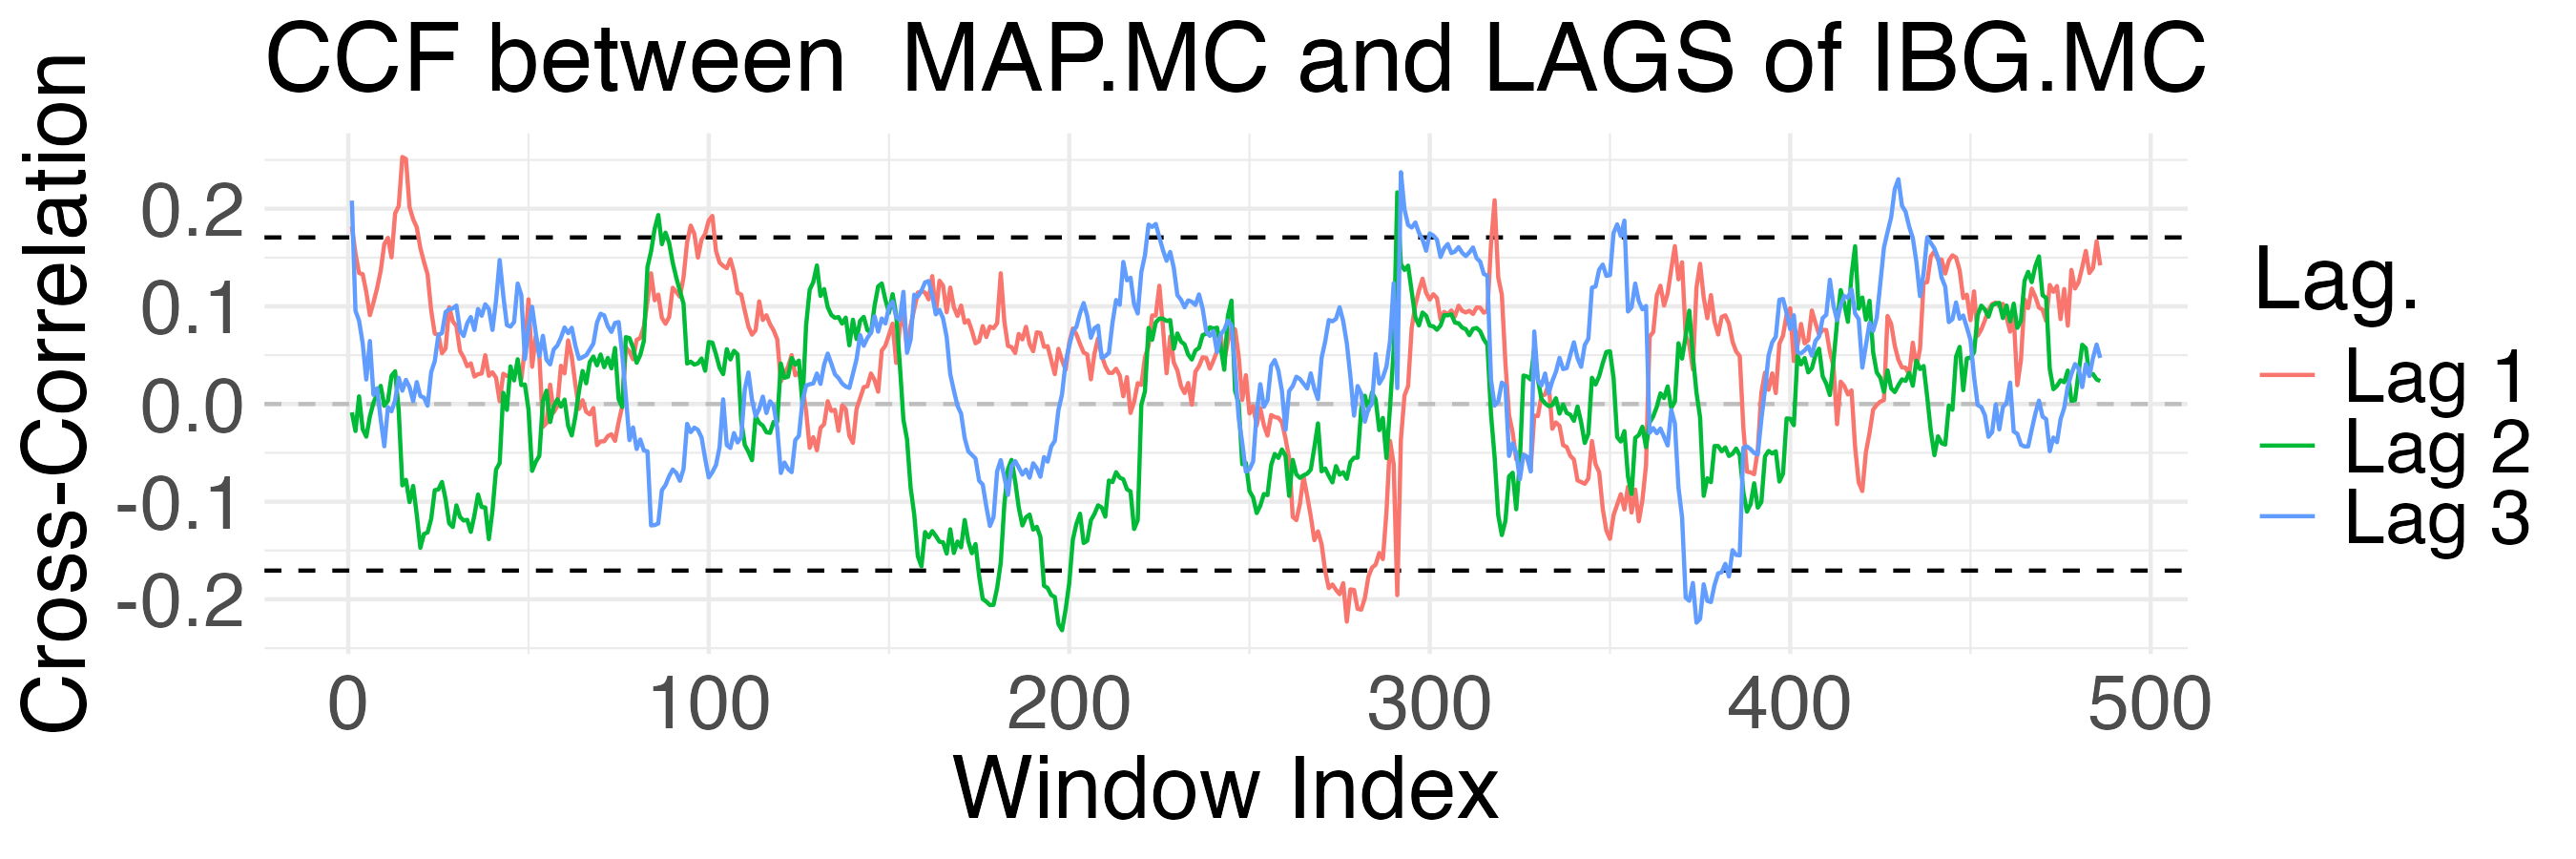 CCF between  MAP.MC and LAGS of IBG.MC
Cross-Correlation
0.2
0.1
0.0
-0.1
-0.2
0 100 200 300 400 500
Window Index
Lag.
Lag 1
Lag 2
Lag 3